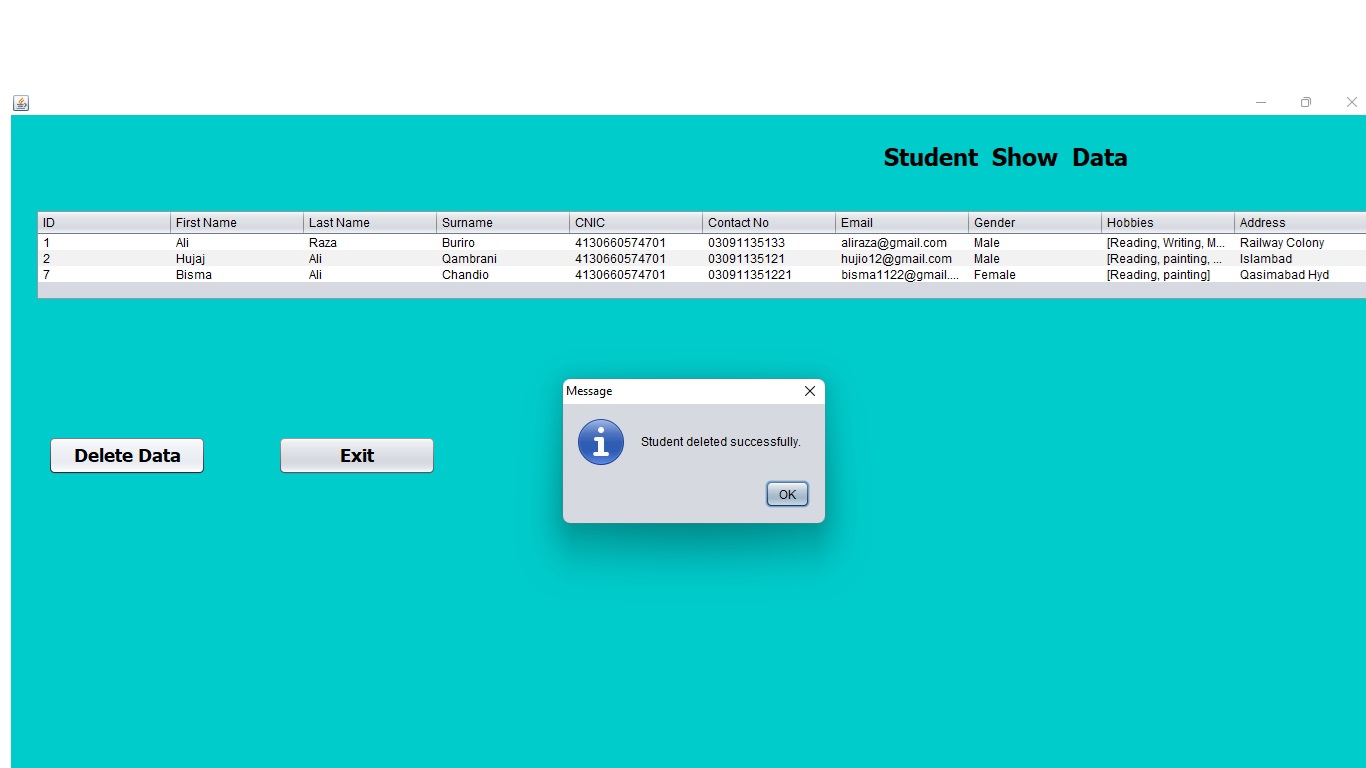 Student Show Data
ID First Name Last Name Surname CNIC Contact No Email Gender Hobbies Address
1 Ali Raza Buriro 4130660574701 03091135133 aliraza@gmail.com Male [Reading, Writing, M... Railway Colony
2 Hujaj Ali Qambrani 4130660574701 03091135121 hujio12@gmail.com Male [Reading, painting, ... Islambad
7 Bisma Ali Chandio 4130660574701 030911351221 bisma1122@gmail.... Female [Reading, painting] Qasimabad Hyd
Message
Student deleted successfully.
Delete Data Exit
OK